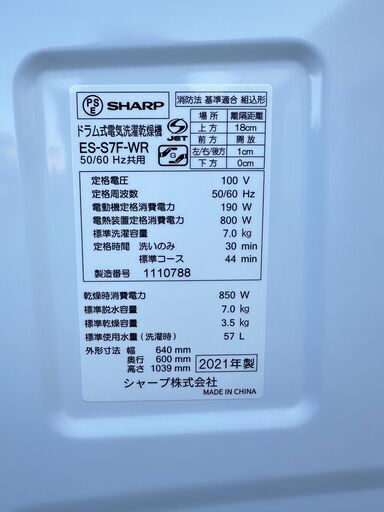 PS
E
SHARP
ドラム式電気洗濯乾燥機
ES-S7F-WR
50/60 Hz共用
S
JET
G
消防法 基準適合 組込形
場所 離隔距離
上方 18cm
前方 開放
左/右/後方 1cm
下方 0cm
定格電圧 100 V
定格周波数 50/60 Hz
電動機定格消費電力 190 W
電熱装置定格消費電力 800 W
標準洗濯容量 7.0 kg
定格時間 洗いのみ 30 min
標準コース 44 min
製造番号 1110788
乾燥時消費電力 850 W
標準脱水容量 7.0 kg
標準乾燥容量 3.5 kg
標準使用水量(洗濯時) 57 L
外形寸法 幅 640 mm
奥行 600 mm
高さ 1039 mm
2021年製
シャープ株式会社
MADE IN CHINA